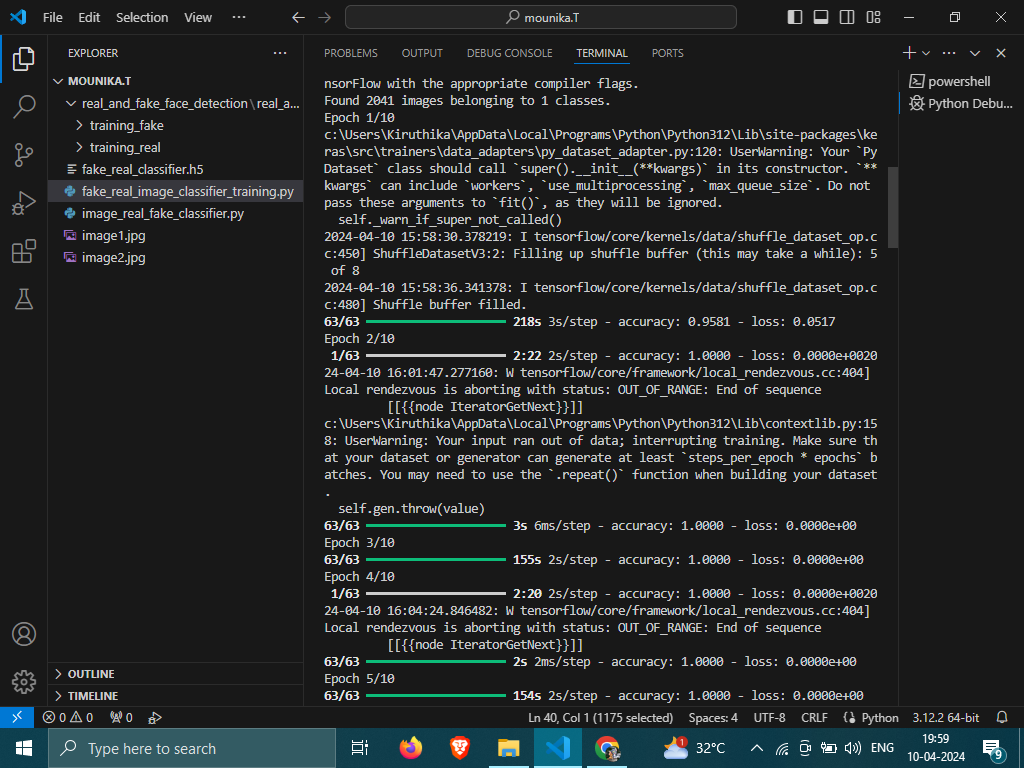 File Edit Selection View ··· mounika.T
EXPLORER ···
MOUNIKA.T
real_and_fake_face_detection\real_a...
training_fake
training_real
fake_real_classifier.h5
fake_real_image_classifier_training.py
image_real_fake_classifier.py
image1.jpg
image2.jpg
OUTLINE
TIMELINE
PROBLEMS OUTPUT DEBUG CONSOLE TERMINAL PORTS
powershell
Python Debu...
nsorFlow with the appropriate compiler flags.
Found 2041 images belonging to 1 classes.
Epoch 1/10
c:\Users\Kiruthika\AppData\Local\Programs\Python\Python312\Lib\site-packages\ke
ras\src\trainers\data_adapters\py_dataset_adapter.py:120: UserWarning: Your `Py
Dataset` class should call `super().__init__(**kwargs)` in its constructor. `**
kwargs` can include `workers`, `use_multiprocessing`, `max_queue_size`. Do not 
pass these arguments to `fit()`, as they will be ignored.
self._warn_if_super_not_called()
2024-04-10 15:58:30.378219: I tensorflow/core/kernels/data/shuffle_dataset_op.c
c:450] ShuffleDatasetV3:2: Filling up shuffle buffer (this may take a while): 5
of 8
2024-04-10 15:58:36.341378: I tensorflow/core/kernels/data/shuffle_dataset_op.c
c:480] Shuffle buffer filled.
63/63 218s 3s/step - accuracy: 0.9581 - loss: 0.0517
Epoch 2/10
1/63 2:22 2s/step - accuracy: 1.0000 - loss: 0.0000e+0020
24-04-10 16:01:47.277160: W tensorflow/core/framework/local_rendezvous.cc:404]
Local rendezvous is aborting with status: OUT_OF_RANGE: End of sequence
[[{{node IteratorGetNext}}]]
c:\Users\Kiruthika\AppData\Local\Programs\Python\Python312\Lib\contextlib.py:15
8: UserWarning: Your input ran out of data; interrupting training. Make sure th
at your dataset or generator can generate at least `steps_per_epoch * epochs` b
atches. You may need to use the `.repeat()` function when building your dataset
.
self.gen.throw(value)
63/63 3s 6ms/step - accuracy: 1.0000 - loss: 0.0000e+00
Epoch 3/10
63/63 155s 2s/step - accuracy: 1.0000 - loss: 0.0000e+00
Epoch 4/10
1/63 2:20 2s/step - accuracy: 1.0000 - loss: 0.0000e+0020
24-04-10 16:04:24.846482: W tensorflow/core/framework/local_rendezvous.cc:404]
Local rendezvous is aborting with status: OUT_OF_RANGE: End of sequence
[[{{node IteratorGetNext}}]]
63/63 2s 2ms/step - accuracy: 1.0000 - loss: 0.0000e+00
Epoch 5/10
63/63 154s 2s/step - accuracy: 1.0000 - loss: 0.0000e+00
0 0 0 Ln 40, Col 1 (1175 selected) Spaces: 4 UTF-8 CRLF Python 3.12.2 64-bit
Type here to search 1 32°C ENG 19:59
10-04-2024 9